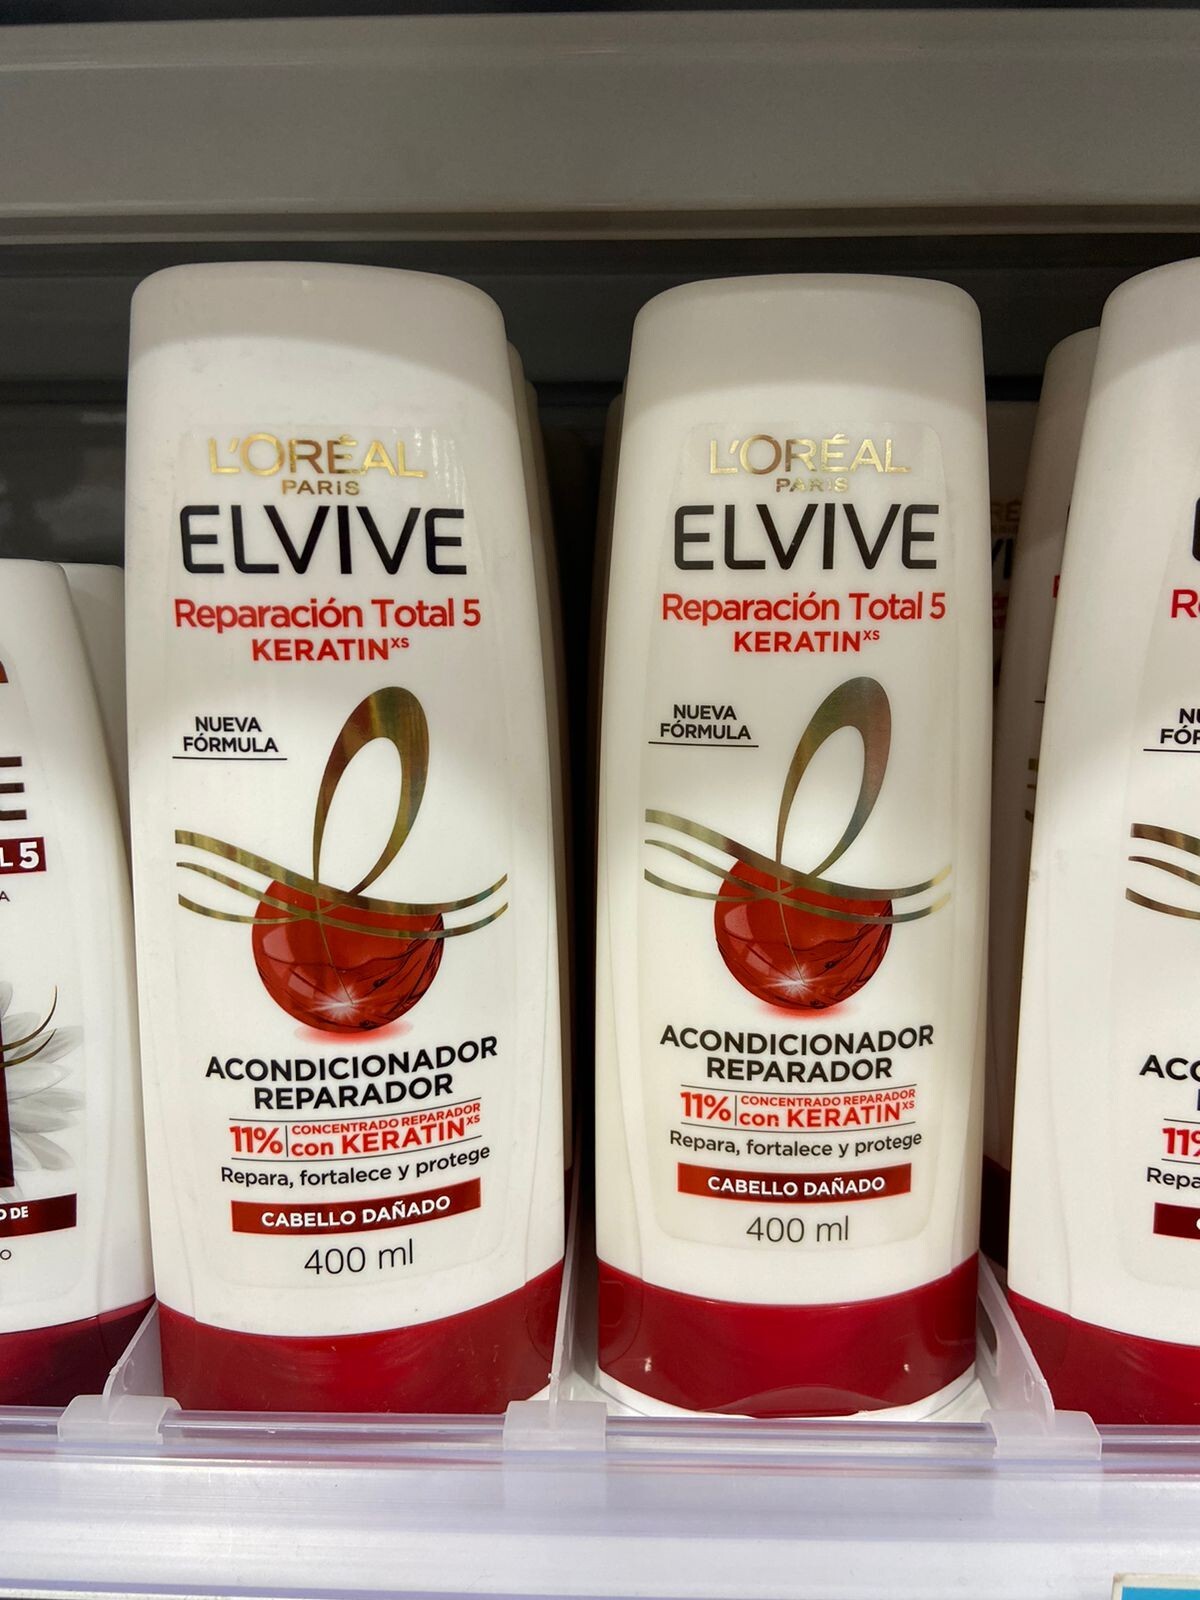 L'ORÉAL
PARIS
ELVIVE
Reparación Total 5
KERATINˣˢ
NUEVA
FÓRMULA
ACONDICIONADOR
REPARADOR
11% CONCENTRADO REPARADOR
con KERATINˣˢ
Repara, fortalece y protege
CABELLO DAÑADO
400 ml
L'ORÉAL
PARIS
ELVIVE
Reparación Total 5
KERATINˣˢ
NUEVA
FÓRMULA
ACONDICIONADOR
REPARADOR
11% CONCENTRADO REPARADOR
con KERATINˣˢ
Repara, fortalece y protege
CABELLO DAÑADO
400 ml